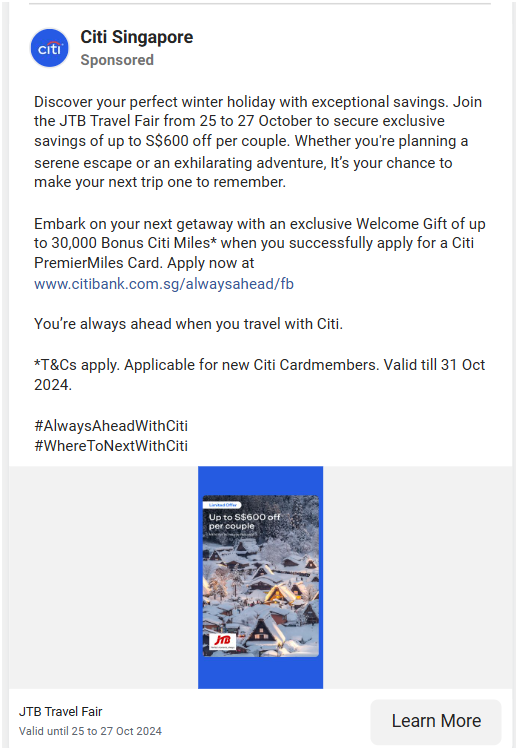 citi
Citi Singapore
Sponsored
Discover your perfect winter holiday with exceptional savings. Join
the JTB Travel Fair from 25 to 27 October to secure exclusive
savings of up to S$600 off per couple. Whether you're planning a
serene escape or an exhilarating adventure, It’s your chance to
make your next trip one to remember.
Embark on your next getaway with an exclusive Welcome Gift of up
to 30,000 Bonus Citi Miles* when you successfully apply for a Citi
PremierMiles Card. Apply now at
www.citibank.com.sg/alwaysahead/fb
You’re always ahead when you travel with Citi.
*T&Cs apply. Applicable for new Citi Cardmembers. Valid till 31 Oct
2024.
#AlwaysAheadWithCiti
#WhereToNextWithCiti
Limited Offer
Up to S$600 off
per couple
JTB
JTB Travel Fair
Valid until 25 to 27 Oct 2024
Learn More